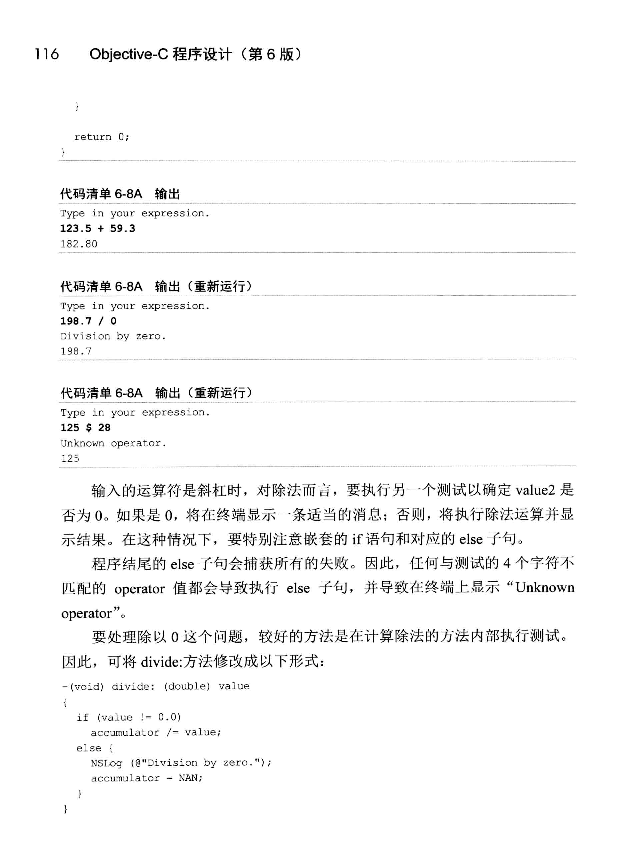 116 Objective-C 程序设计（第 6 版）
}
return 0;
}
代码清单 6-8A 输出
Type in your expression.
123.5 + 59.3
182.80
代码清单 6-8A 输出（重新运行）
Type in your expression.
198.7 / 0
Division by zero.
198.7
代码清单 6-8A 输出（重新运行）
Type in your expression.
125 $ 28
Unknown operator.
125
输入的运算符是斜杠时，对除法而言，要执行另一个测试以确定 value2 是
否为 0。如果是 0，将在终端显示一条适当的消息；否则，将执行除法运算并显
示结果。在这种情况下，要特别注意嵌套的 if 语句和对应的 else 子句。
程序结尾的 else 子句会捕获所有的失败。因此，任何与测试的 4 个字符不
匹配的 operator 值都会导致执行 else 子句，并导致在终端上显示“Unknown
operator”。
要处理除以 0 这个问题，较好的方法是在计算除法的方法内部执行测试。
因此，可将 divide:方法修改成以下形式：
-(void) divide: (double) value
{
if (value != 0.0)
accumulator /= value;
else {
NSLog (@"Division by zero.");
accumulator = NAN;
}
}